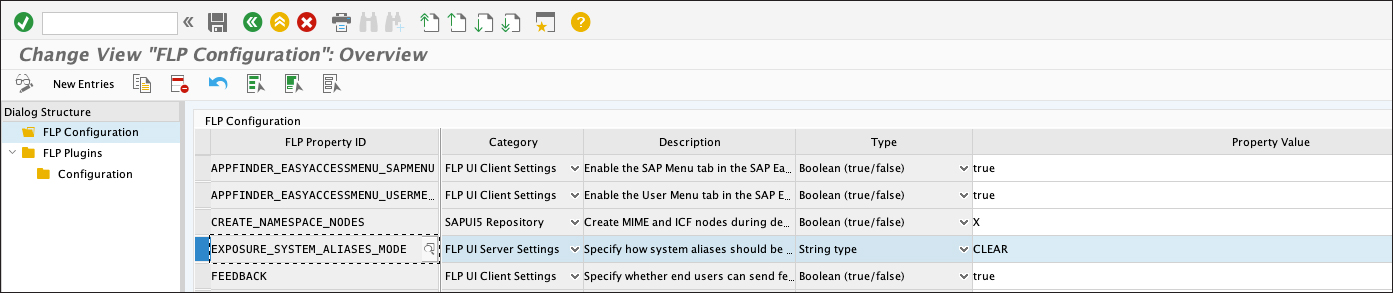 Change View "FLP Configuration": Overview
New Entries
Dialog Structure
FLP Configuration
FLP Plugins
Configuration
FLP Configuration
FLP Property ID Category Description Type Property Value
APPFINDER_EASYACCESSMENU_SAPMENU FLP UI Client Settings Enable the SAP Menu tab in the SAP Ea... Boolean (true/false) true
APPFINDER_EASYACCESSMENU_USERME... FLP UI Client Settings Enable the User Menu tab in the SAP E... Boolean (true/false) true
CREATE_NAMESPACE_NODES SAPUI5 Repository Create MIME and ICF nodes during de... Boolean (true/false) X
EXPOSURE_SYSTEM_ALIASES_MODE FLP UI Server Settings Specify how system aliases should be ... String type CLEAR
FEEDBACK FLP UI Client Settings Specify whether end users can send fe... Boolean (true/false) true